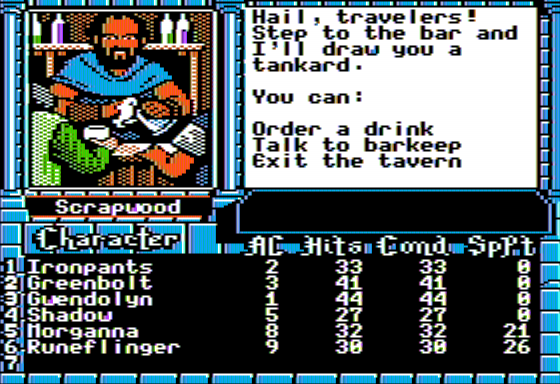 Hail, travelers!
Step to the bar and
I'll draw you a
tankard.
You can:
Order a drink
Talk to barkeep
Exit the tavern
Scrapwood
Character AC Hits Cond SpPt
1 Ironpants 2 33 33 0
2 Greenbolt 3 41 41 0
3 Gwendolyn 1 44 44 0
4 Shadow 5 27 27 0
5 Morganna 8 32 32 21
6 Runeflinger 9 30 30 26
7